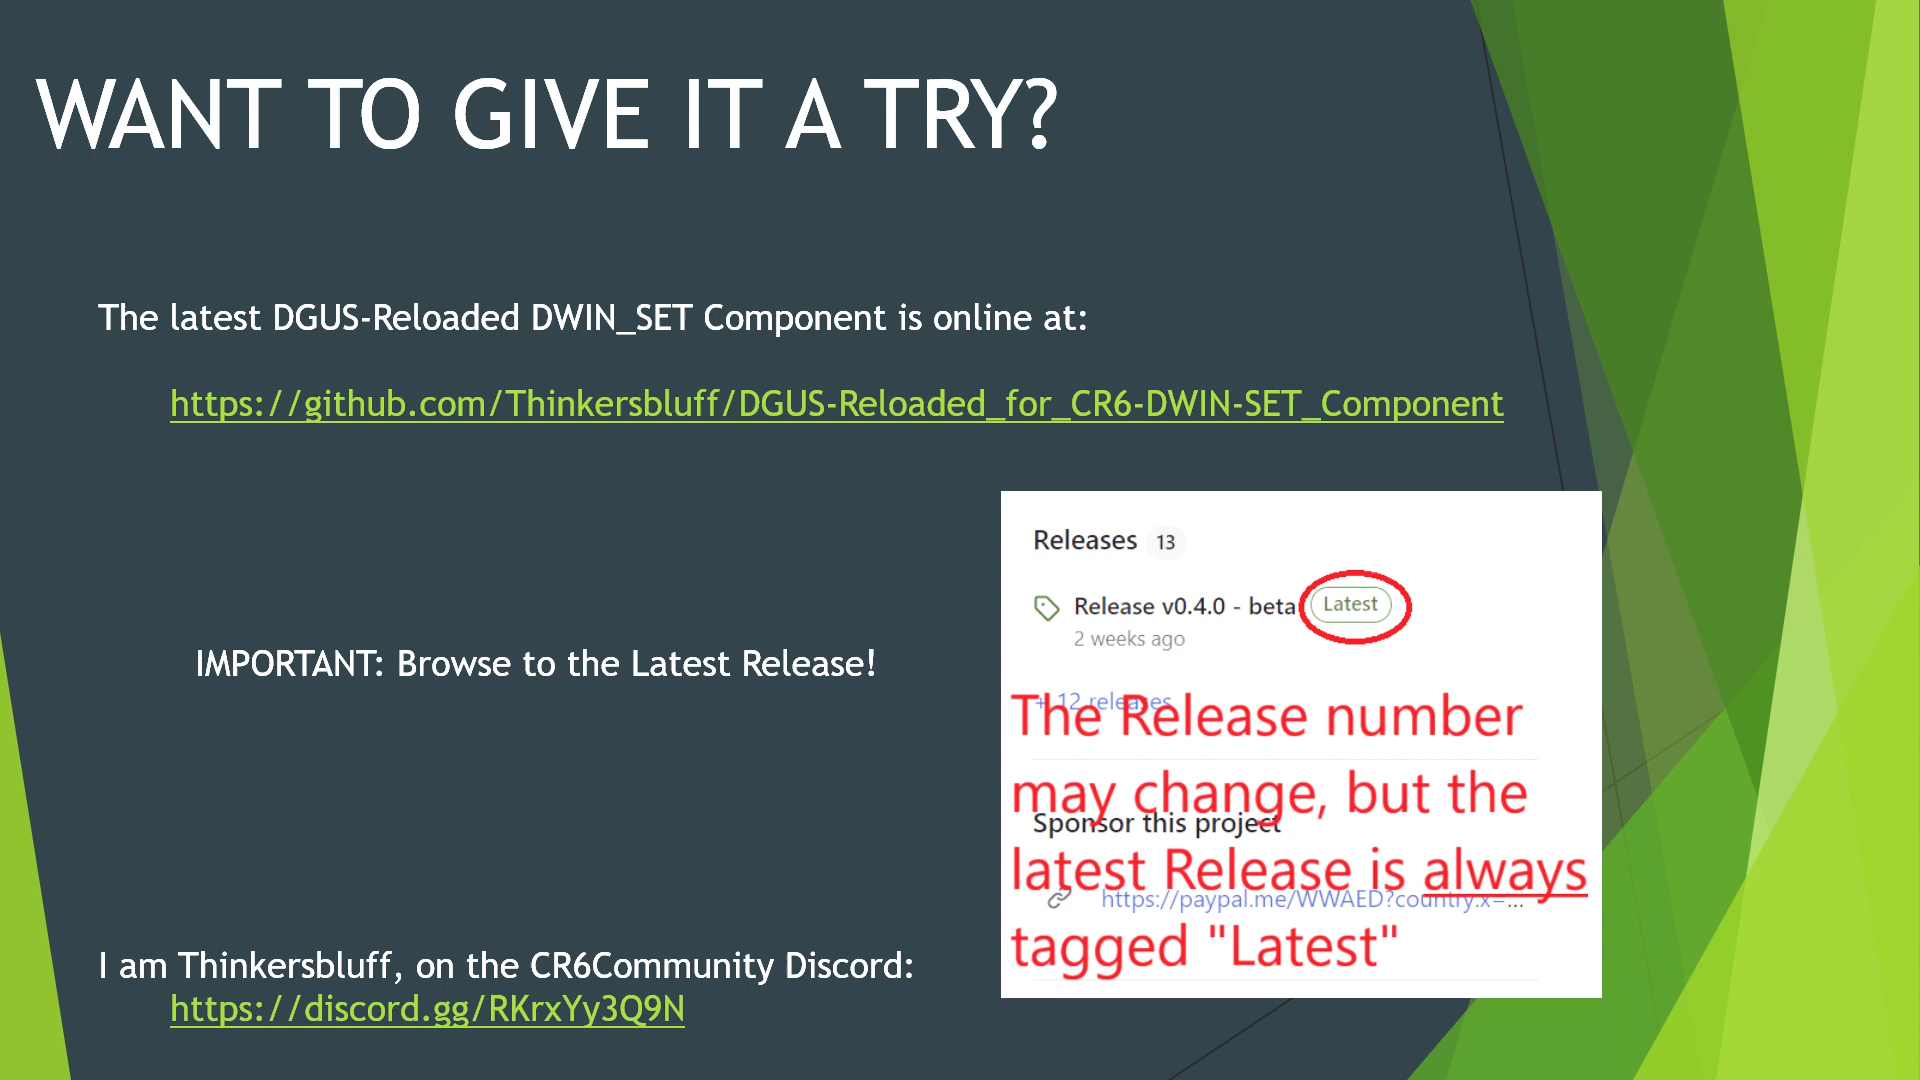 WANT TO GIVE IT A TRY?
The latest DGUS-Reloaded DWIN_SET Component is online at:
https://github.com/Thinkersbluff/DGUS-Reloaded_for_CR6-DWIN-SET_Component
Releases 13
Release v0.4.0 - beta Latest
2 weeks ago
IMPORTANT: Browse to the Latest Release!
+ 12 releases
The Release number
may change, but the
Sponsor this project
latest Release is always
https://paypal.me/WWAED?country.x=...
tagged "Latest"
I am Thinkersbluff, on the CR6Community Discord:
https://discord.gg/RKrxYy3Q9N